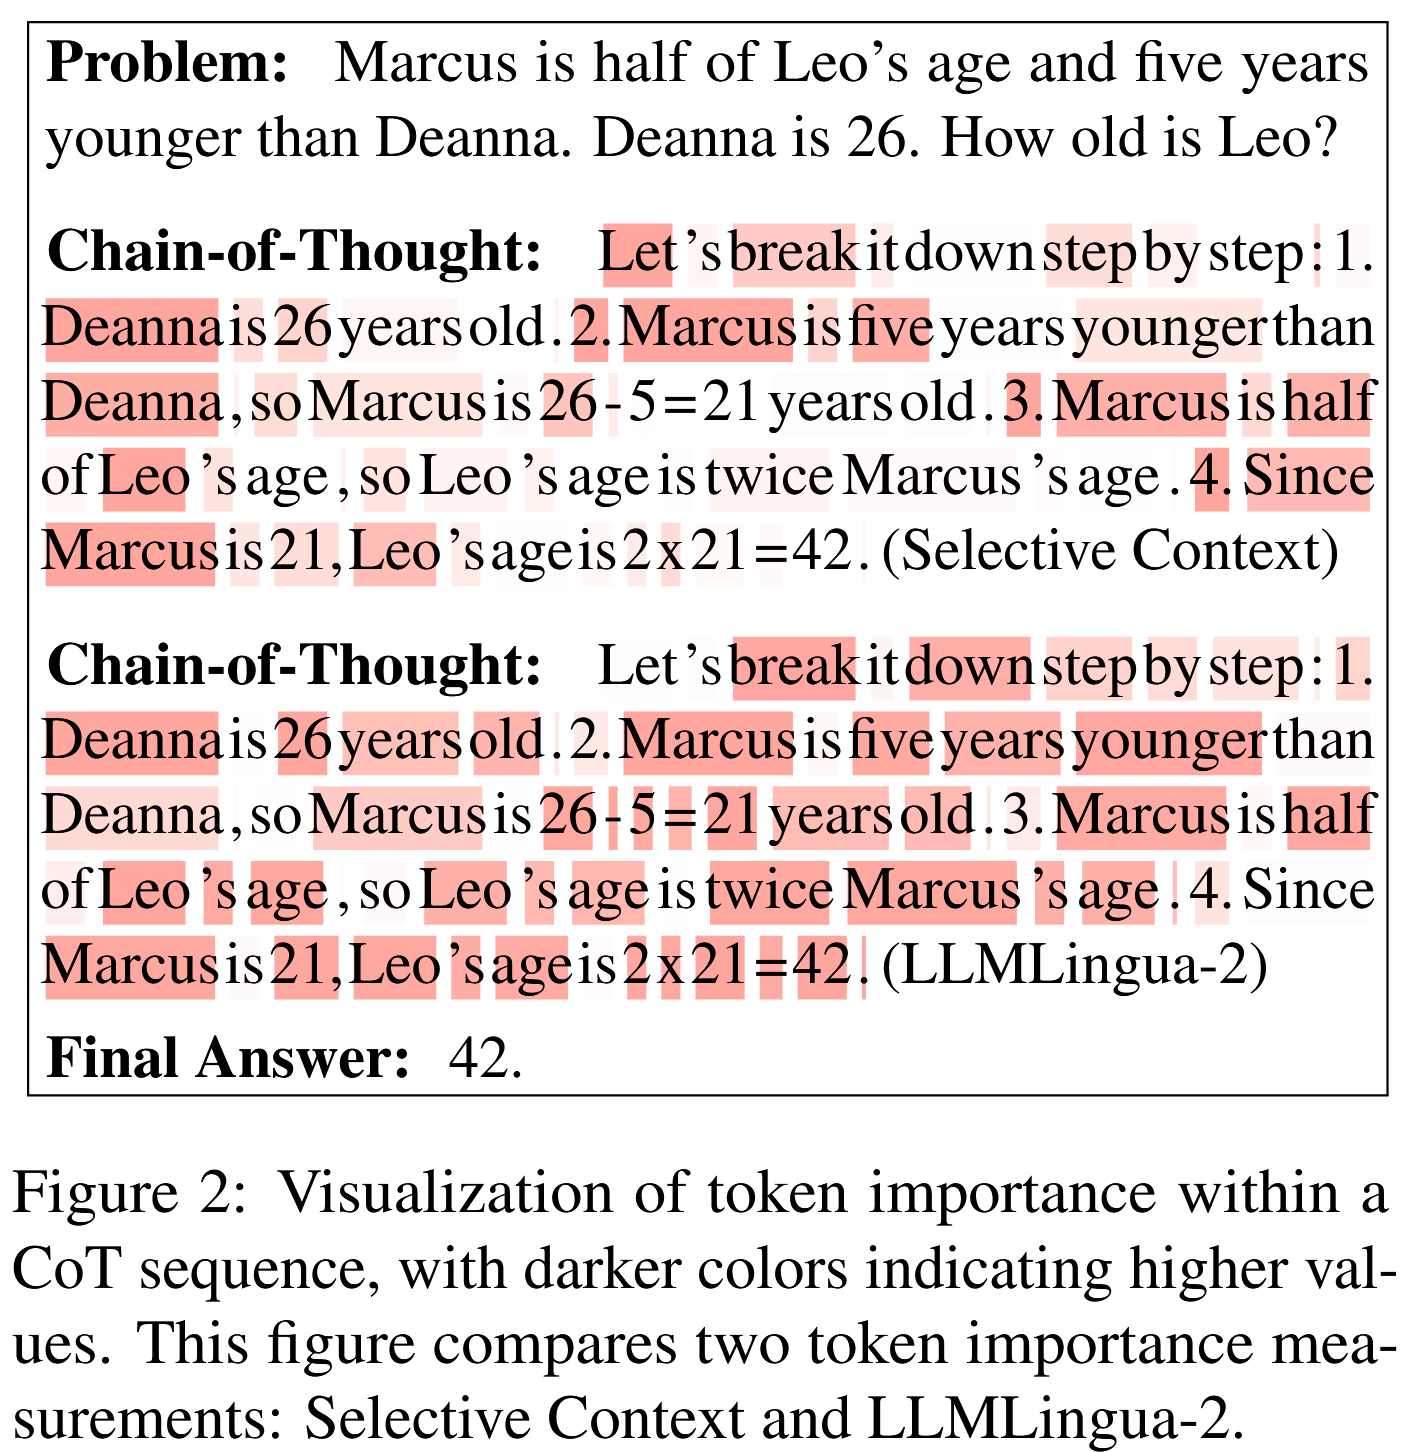 Problem: Marcus is half of Leo's age and five years
younger than Deanna. Deanna is 26. How old is Leo?
Chain-of-Thought: Let's break it down step by step: 1.
Deanna is 26 years old. 2. Marcus is five years younger than
Deanna, so Marcus is 26-5=21 years old. 3. Marcus is half
of Leo's age, so Leo's age is twice Marcus's age. 4. Since
Marcus is 21, Leo's age is 2x21=42. (Selective Context)
Chain-of-Thought: Let's break it down step by step: 1.
Deanna is 26 years old. 2. Marcus is five years younger than
Deanna, so Marcus is 26-5=21 years old. 3. Marcus is half
of Leo's age, so Leo's age is twice Marcus's age. 4. Since
Marcus is 21, Leo's age is 2x21=42. (LLMLingua-2)
Final Answer: 42.
Figure 2: Visualization of token importance within a
CoT sequence, with darker colors indicating higher val-
ues. This figure compares two token importance mea-
surements: Selective Context and LLMLingua-2.